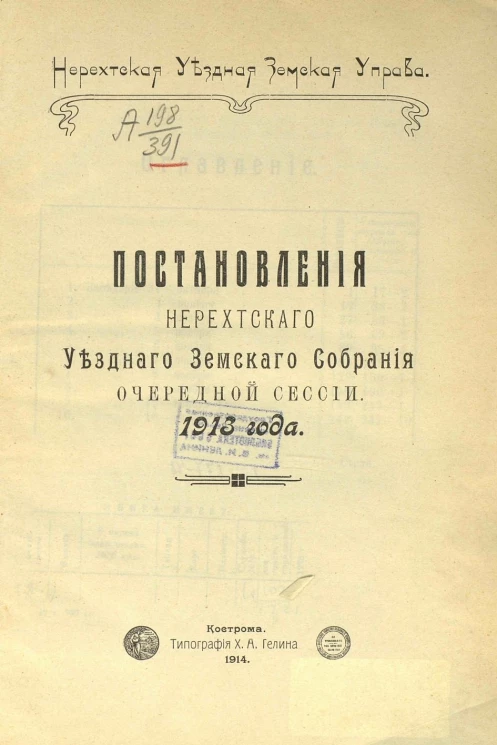 Нерехтская Уѣздная Земская Управа.
А 198
391
ПОСТАНОВЛЕНІЯ
НЕРЕХТСКАГО
Уѣзднаго Земскаго Собранія
ОЧЕРЕДНОЙ СЕССІИ.
1913 года.
Кострома.
Типографія Х. А. Гелина
1914.